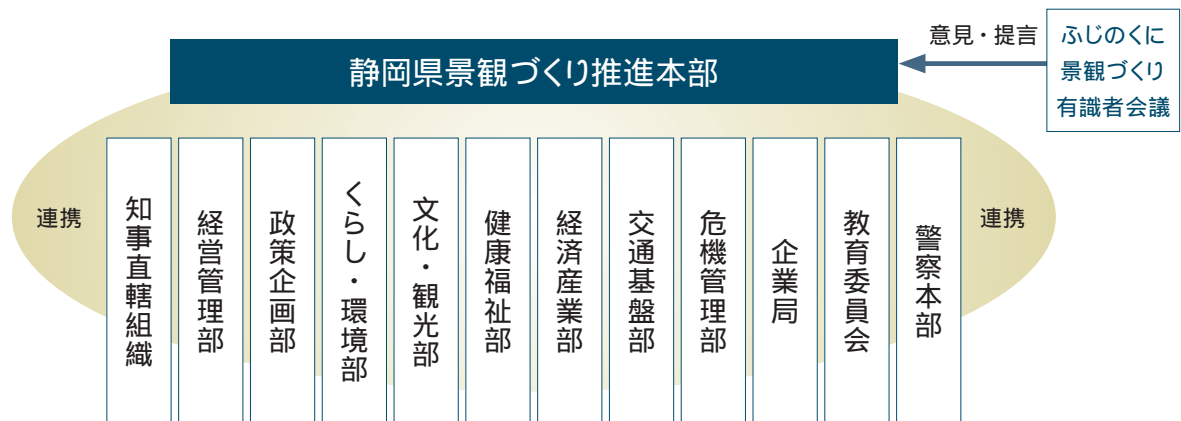 静岡県景観づくり推進本部
意見・提言
ふじのくに
景観づくり
有識者会議
連携
知事直轄組織
経営管理部
政策企画部
くらし・環境部
文化・観光部
健康福祉部
経済産業部
交通基盤部
危機管理部
企業局
教育委員会
警察本部
連携